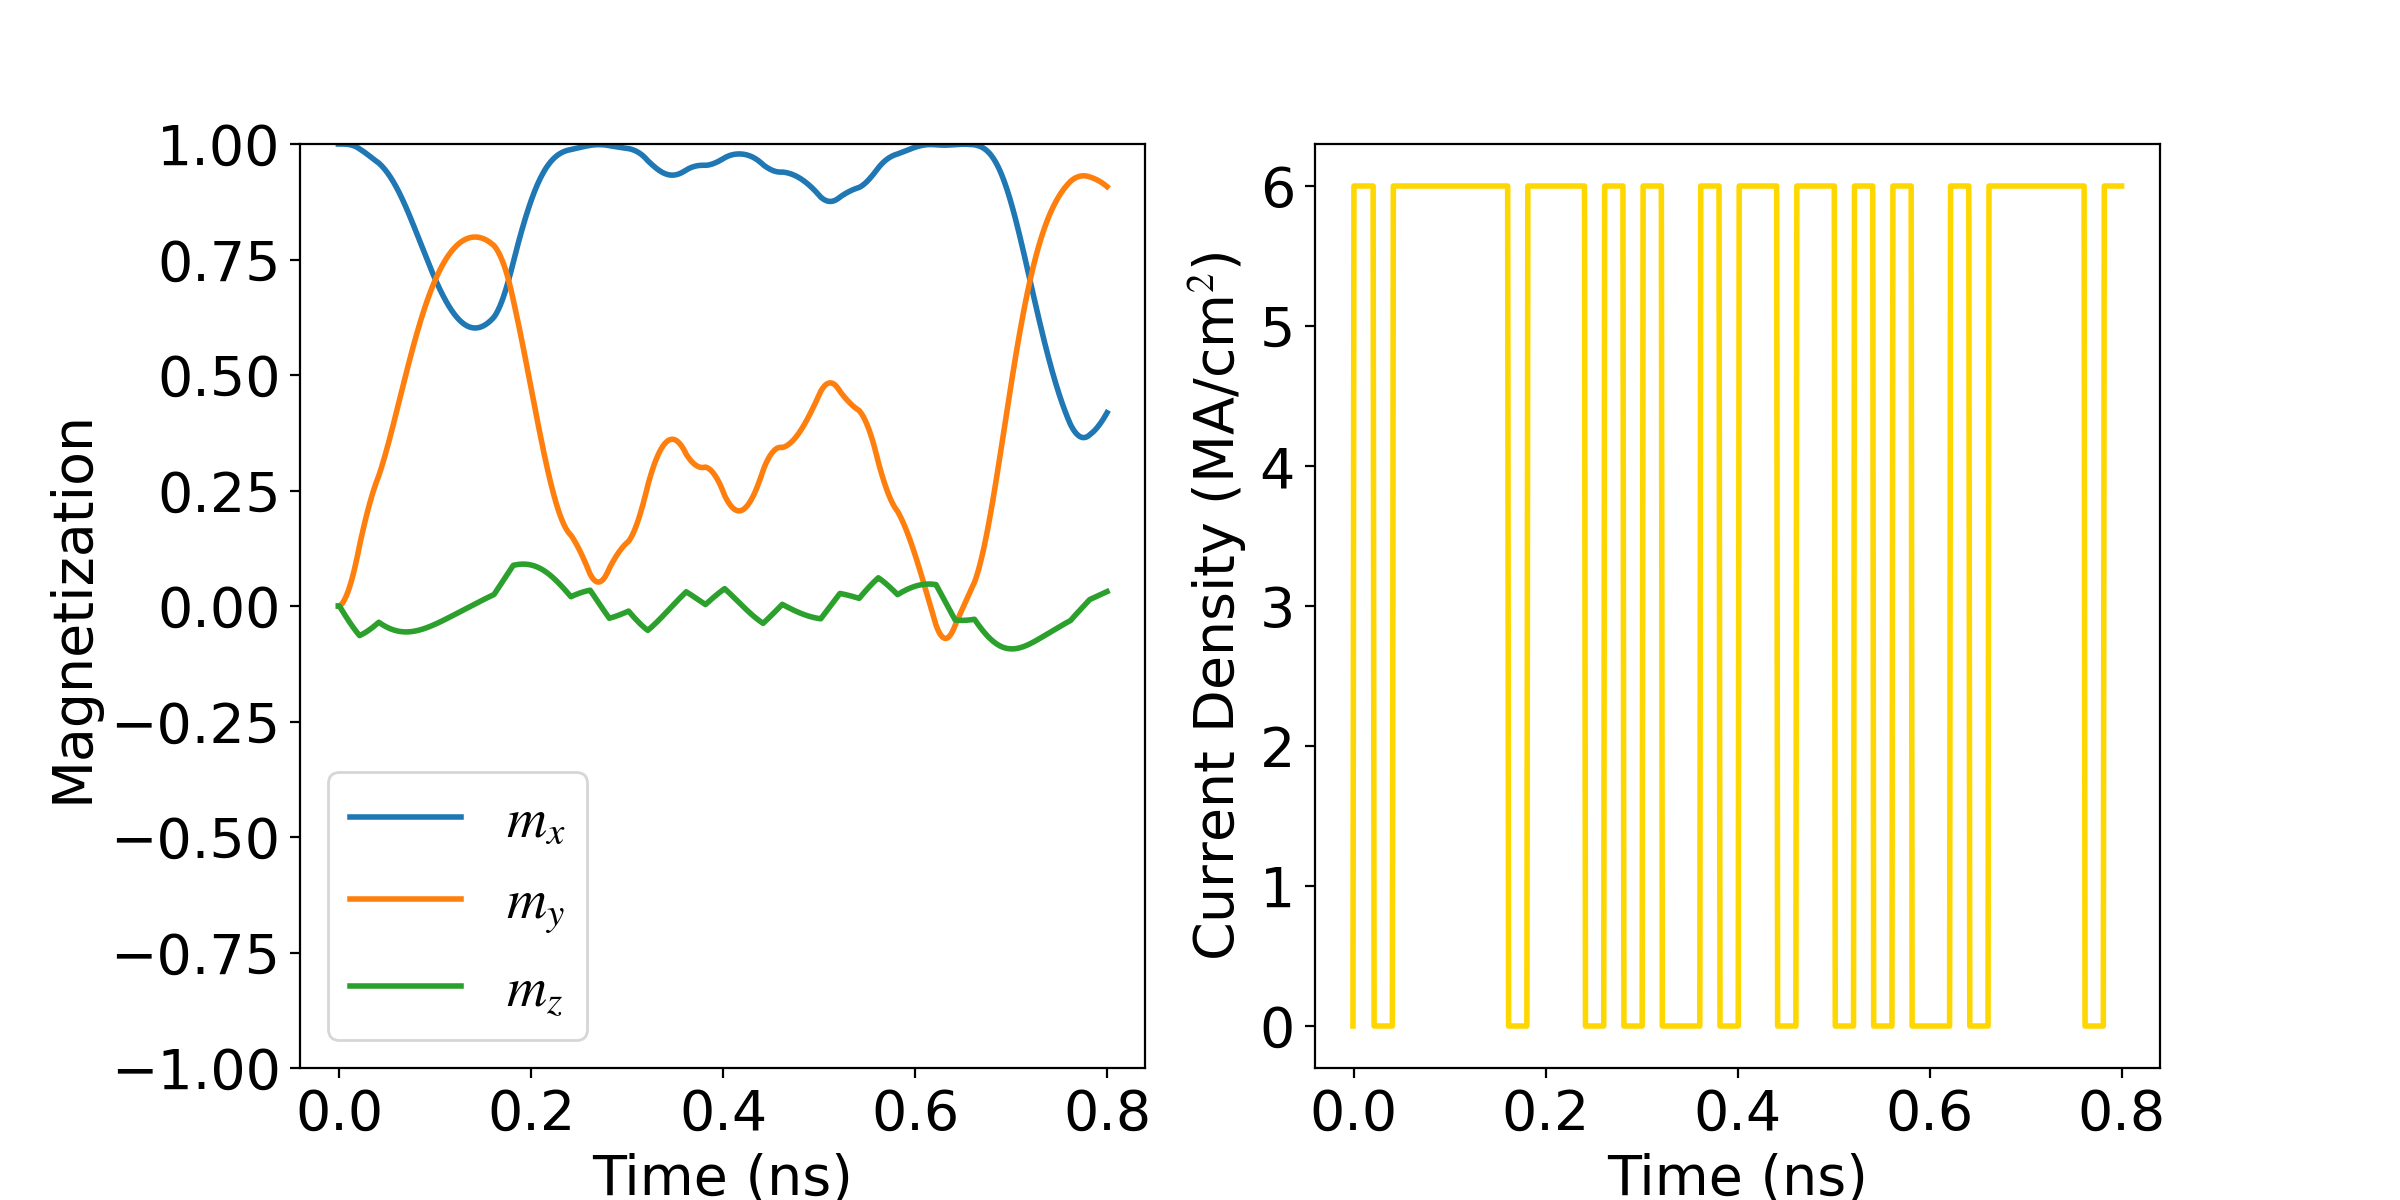 1.00
0.75
0.50
0.25
0.00
−0.25
−0.50
−0.75
−1.00
Magnetization
0.0 0.2 0.4 0.6 0.8
Time (ns)
m_x
m_y
m_z
6
5
4
3
2
1
0
Current Density (MA/cm²)
0.0 0.2 0.4 0.6 0.8
Time (ns)